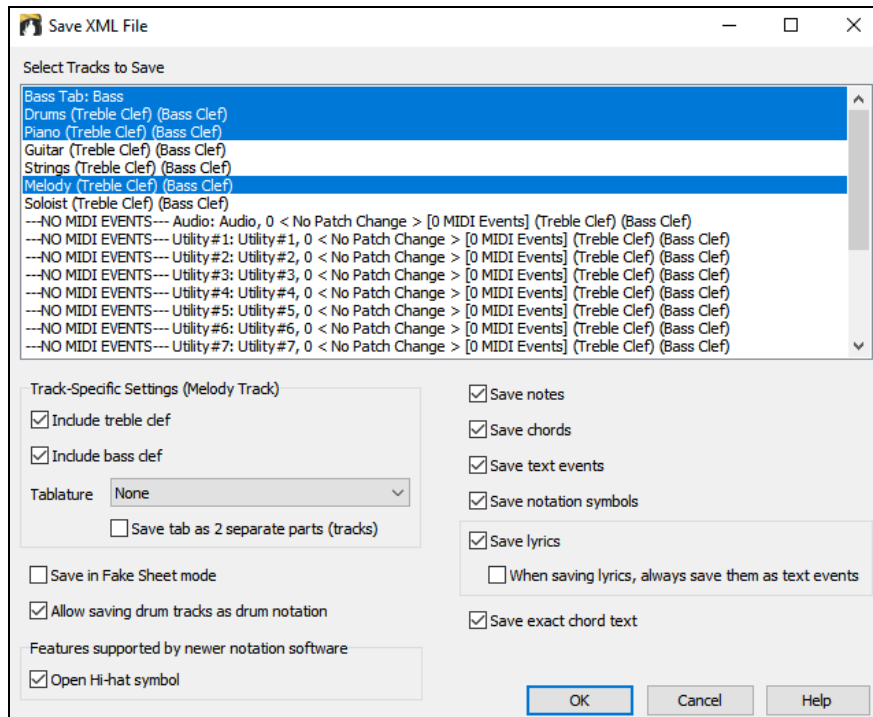 Save XML File
Select Tracks to Save
Bass Tab: Bass
Drums (Treble Clef) (Bass Clef)
Piano (Treble Clef) (Bass Clef)
Guitar (Treble Clef) (Bass Clef)
Strings (Treble Clef) (Bass Clef)
Melody (Treble Clef) (Bass Clef)
Soloist (Treble Clef) (Bass Clef)
---NO MIDI EVENTS--- Audio: Audio, 0 < No Patch Change > [0 MIDI Events] (Treble Clef) (Bass Clef)
---NO MIDI EVENTS--- Utility#1: Utility#1, 0 < No Patch Change > [0 MIDI Events] (Treble Clef) (Bass Clef)
---NO MIDI EVENTS--- Utility#2: Utility#2, 0 < No Patch Change > [0 MIDI Events] (Treble Clef) (Bass Clef)
---NO MIDI EVENTS--- Utility#3: Utility#3, 0 < No Patch Change > [0 MIDI Events] (Treble Clef) (Bass Clef)
---NO MIDI EVENTS--- Utility#4: Utility#4, 0 < No Patch Change > [0 MIDI Events] (Treble Clef) (Bass Clef)
---NO MIDI EVENTS--- Utility#5: Utility#5, 0 < No Patch Change > [0 MIDI Events] (Treble Clef) (Bass Clef)
---NO MIDI EVENTS--- Utility#6: Utility#6, 0 < No Patch Change > [0 MIDI Events] (Treble Clef) (Bass Clef)
---NO MIDI EVENTS--- Utility#7: Utility#7, 0 < No Patch Change > [0 MIDI Events] (Treble Clef) (Bass Clef)
Track-Specific Settings (Melody Track)
Include treble clef
Include bass clef
Tablature None
Save tab as 2 separate parts (tracks)
Save in Fake Sheet mode
Allow saving drum tracks as drum notation
Features supported by newer notation software
Open Hi-hat symbol
Save notes
Save chords
Save text events
Save notation symbols
Save lyrics
When saving lyrics, always save them as text events
Save exact chord text
OK Cancel Help